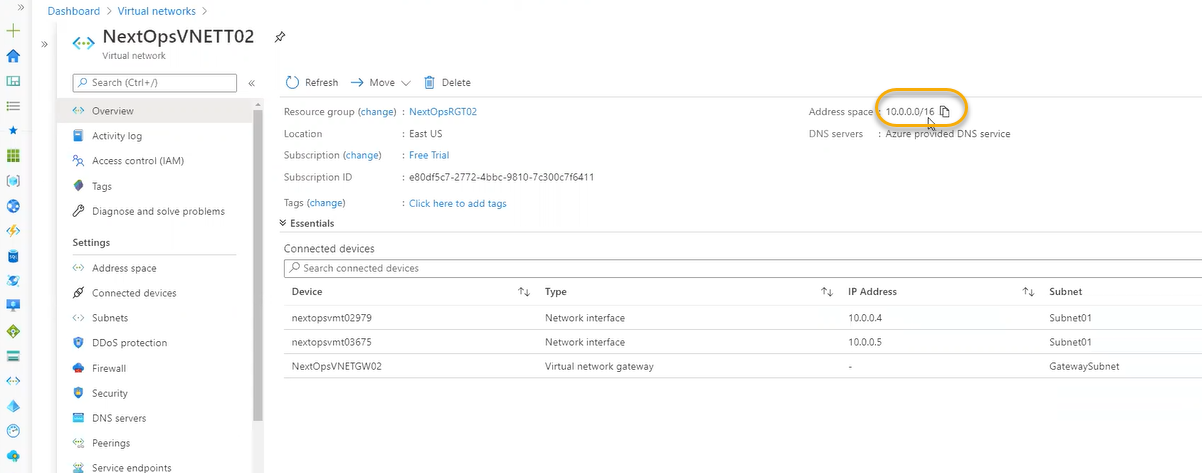 Dashboard > Virtual networks >
NextOpsVNETT02
Virtual network
Search (Ctrl+/)
Overview
Activity log
Access control (IAM)
Tags
Diagnose and solve problems
Settings
Address space
Connected devices
Subnets
DDoS protection
Firewall
Security
DNS servers
Peerings
Service endpoints
Refresh Move Delete
Resource group (change) : NextOpsRGT02
Location : East US
Subscription (change) : Free Trial
Subscription ID : e80df5c7-2772-4bbc-9810-7c300c7f6411
Tags (change) : Click here to add tags
Address space : 10.0.0.0/16
DNS servers : Azure provided DNS service
Essentials
Connected devices
Search connected devices
Device Type IP Address Subnet
nextopsvmt02979 Network interface 10.0.0.4 Subnet01
nextopsvmt03675 Network interface 10.0.0.5 Subnet01
NextOpsVNETGW02 Virtual network gateway - GatewaySubnet